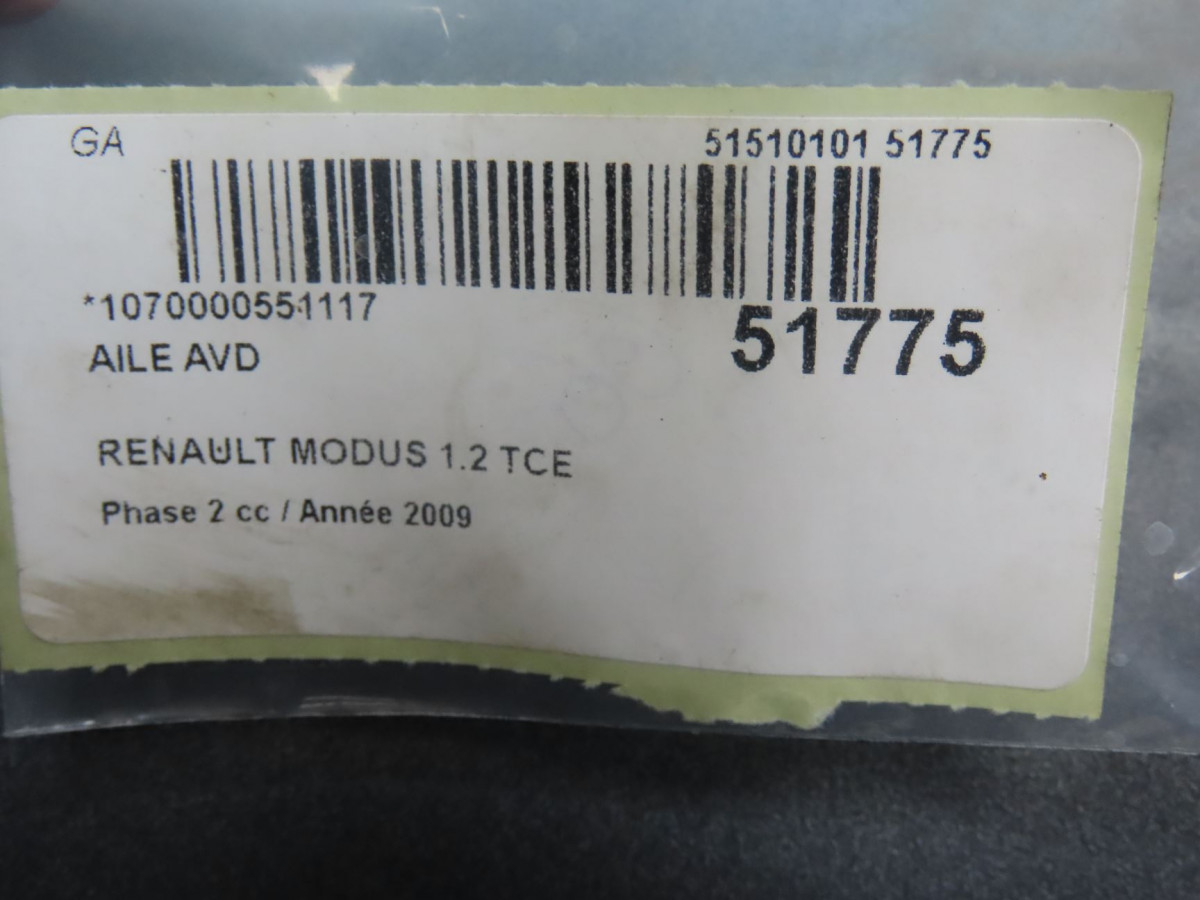 GA
51510101 51775
*1070000551117
51775
AILE AVD
RENAULT MODUS 1.2 TCE
Phase 2 cc / Année 2009